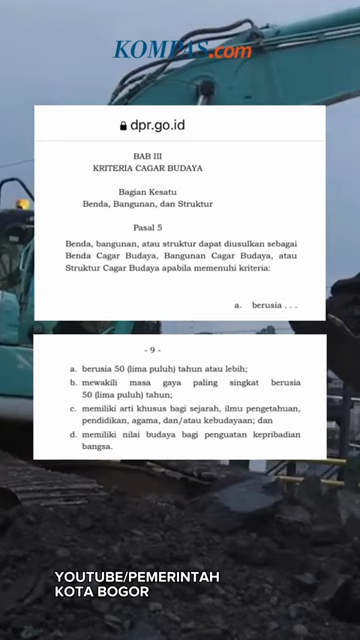 KOMPAS.com
dpr.go.id
BAB III
KRITERIA CAGAR BUDAYA
Bagian Kesatu
Benda, Bangunan, dan Struktur
Pasal 5
Benda, bangunan, atau struktur dapat diusulkan sebagai
Benda Cagar Budaya, Bangunan Cagar Budaya, atau
Struktur Cagar Budaya apabila memenuhi kriteria:
a. berusia . . .
- 9 -
a. berusia 50 (lima puluh) tahun atau lebih;
b. mewakili masa gaya paling singkat berusia
50 (lima puluh) tahun;
c. memiliki arti khusus bagi sejarah, ilmu pengetahuan,
pendidikan, agama, dan/atau kebudayaan; dan
d. memiliki nilai budaya bagi penguatan kepribadian
bangsa.
YOUTUBE/PEMERINTAH
KOTA BOGOR